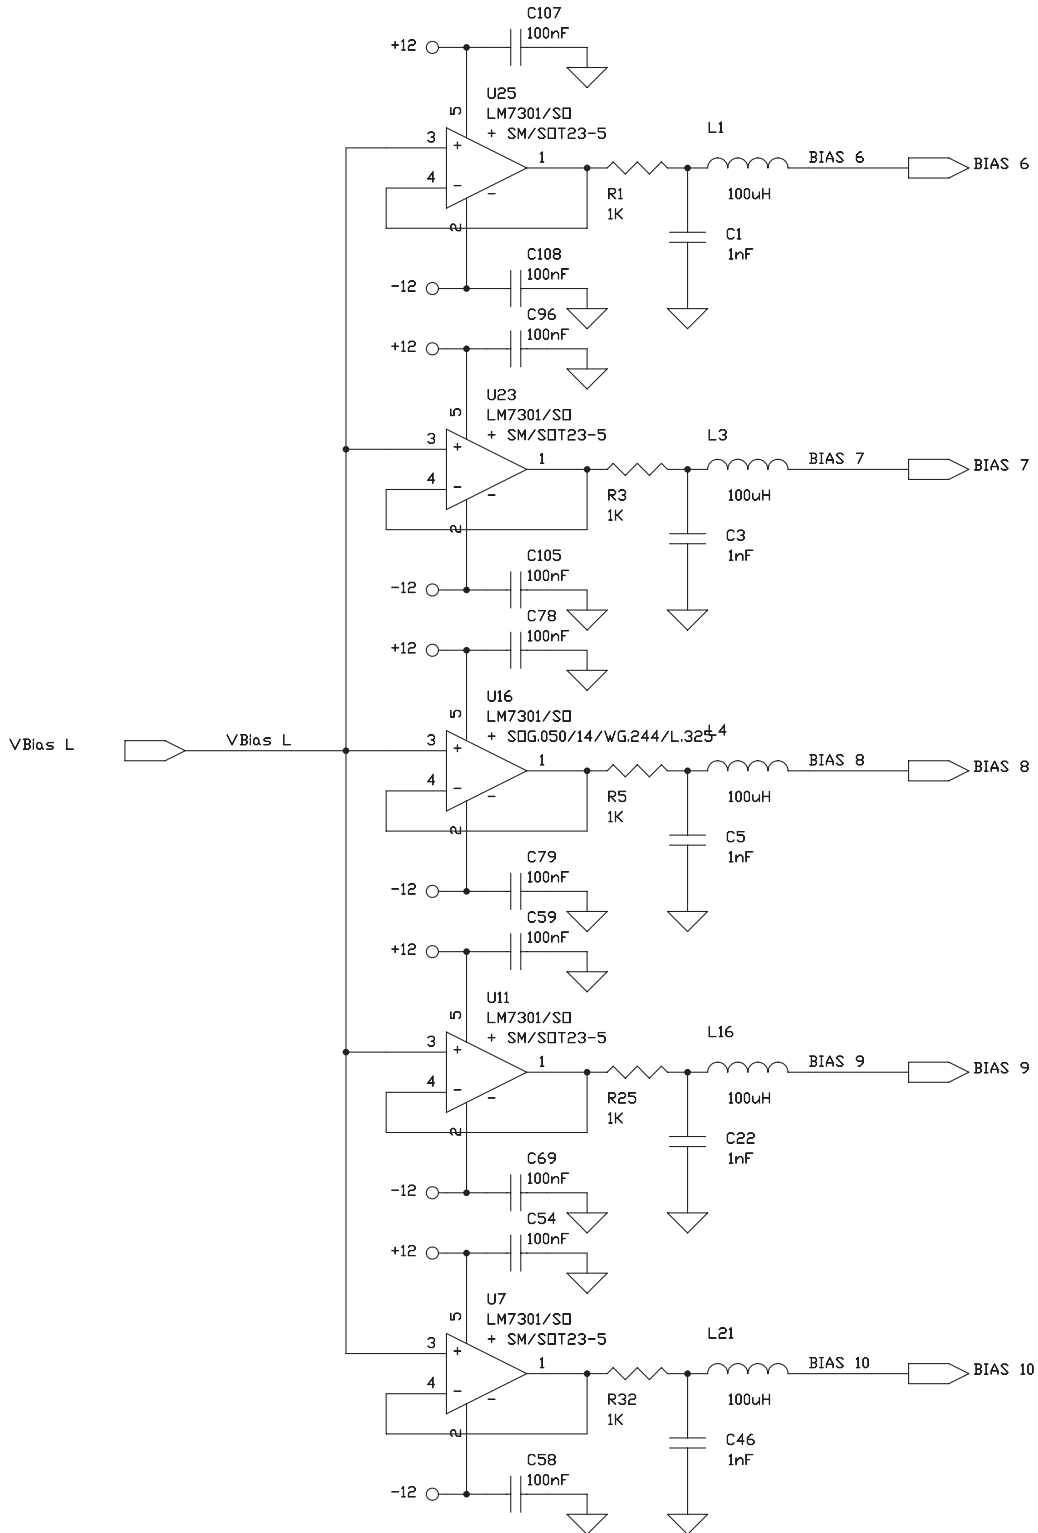 C107
100nF
+12
5
U25
LM7301/SO
+ SM/SOT23-5
3
+
4
-
-
1
2
R1
1K
L1
100uH
BIAS 6
BIAS 6
C1
1nF
C108
100nF
-12
C96
100nF
+12
5
U23
LM7301/SO
+ SM/SOT23-5
3
+
4
-
-
1
2
R3
1K
L3
100uH
BIAS 7
BIAS 7
C3
1nF
C105
100nF
-12
C78
100nF
+12
5
U16
LM7301/SO
+ SOG.050/14/WG.244/L.325
L4
VBias L
VBias L
3
+
4
-
-
1
2
R5
1K
100uH
BIAS 8
BIAS 8
C5
1nF
C79
100nF
-12
C59
100nF
+12
5
U11
LM7301/SO
+ SM/SOT23-5
3
+
4
-
-
1
2
R25
1K
L16
100uH
BIAS 9
BIAS 9
C22
1nF
C69
100nF
-12
C54
100nF
+12
5
U7
LM7301/SO
+ SM/SOT23-5
3
+
4
-
-
1
2
R32
1K
L21
100uH
BIAS 10
BIAS 10
C46
1nF
C58
100nF
-12